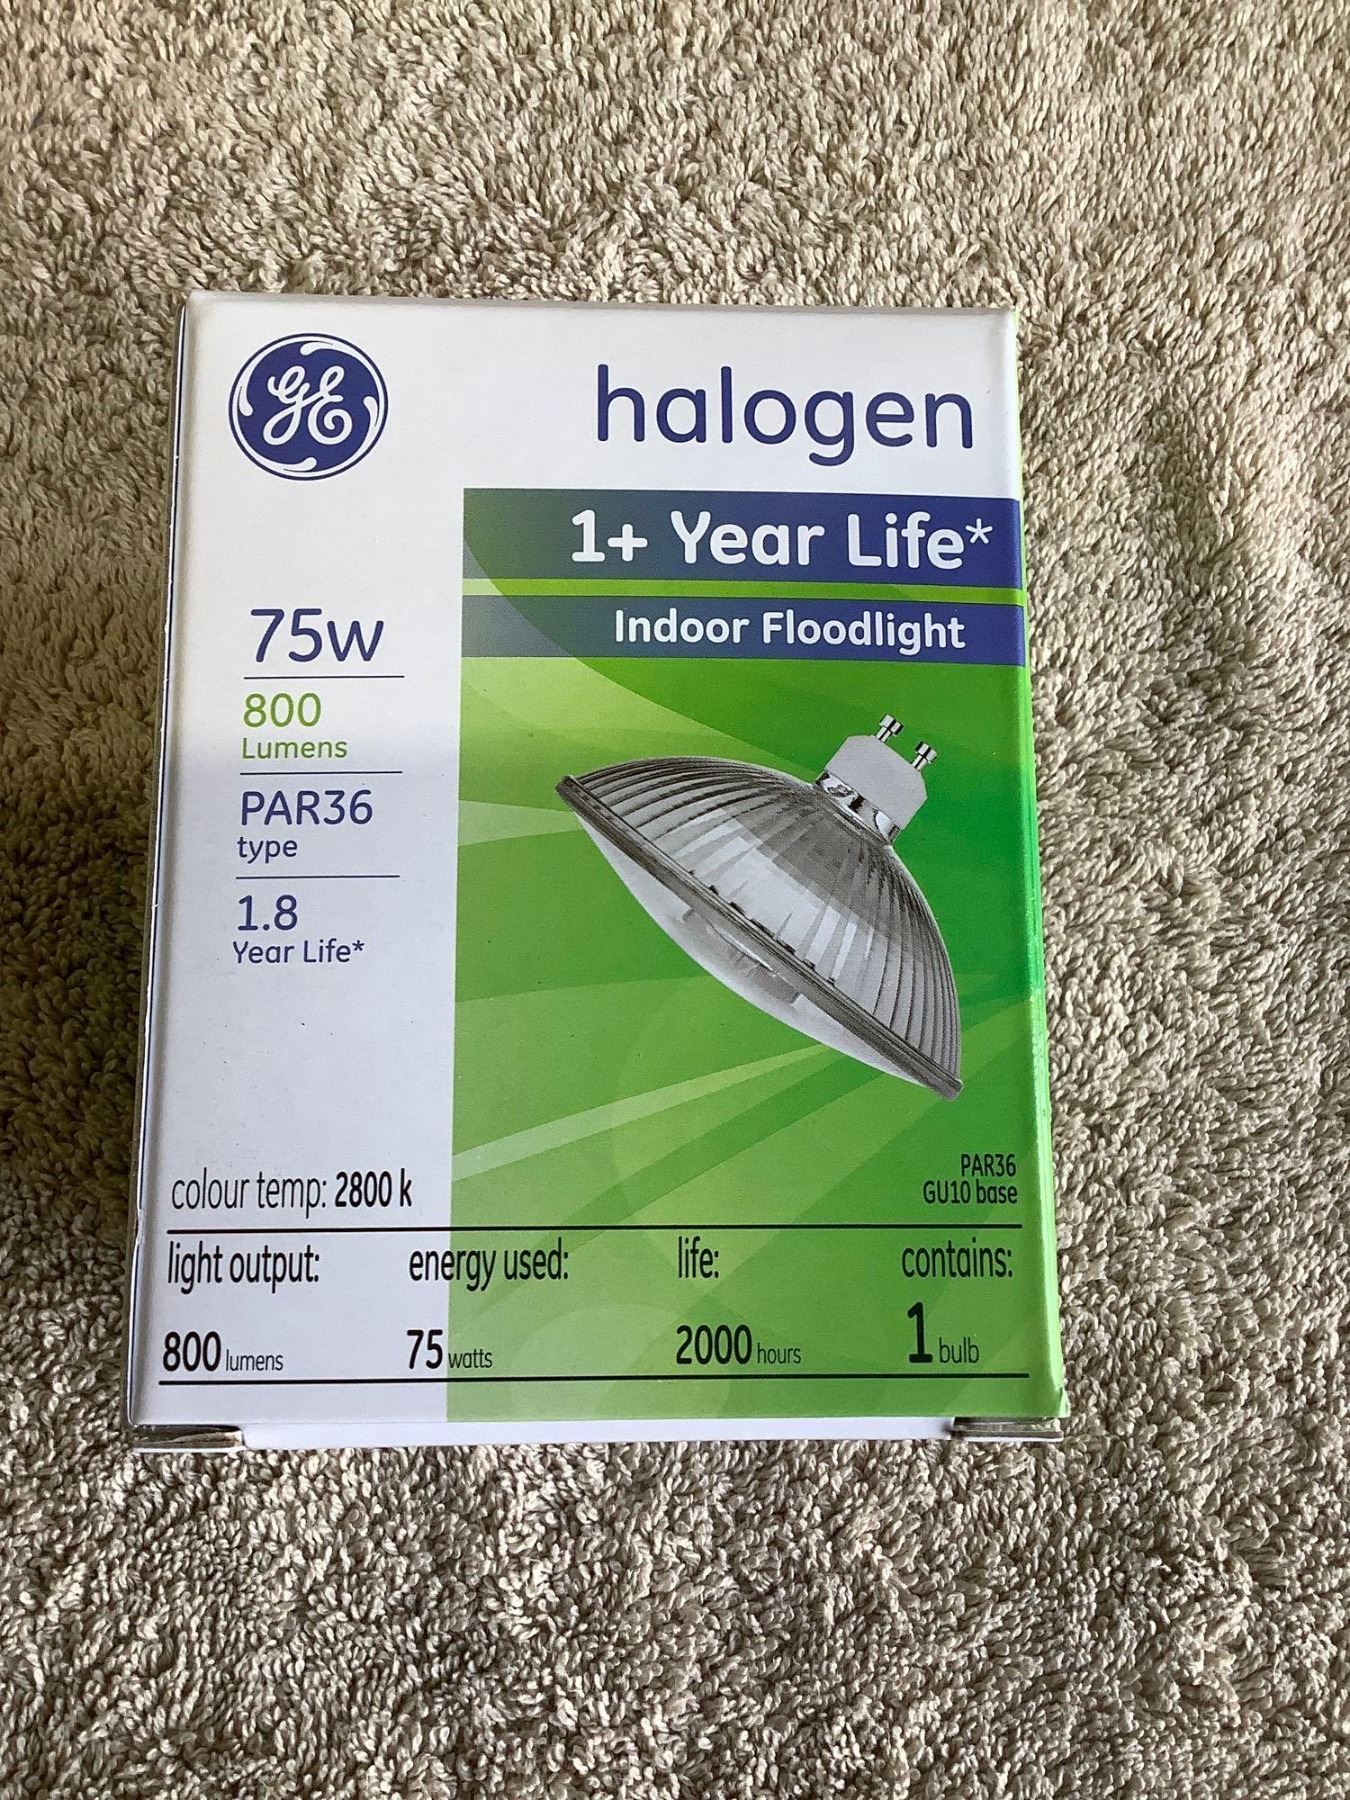 GE
halogen
1+ Year Life*
Indoor Floodlight
75w
800
Lumens
PAR36
type
1.8
Year Life*
PAR36
GU10 base
colour temp: 2800 k
light output: energy used: life: contains:
800 lumens 75 watts 2000 hours 1 bulb